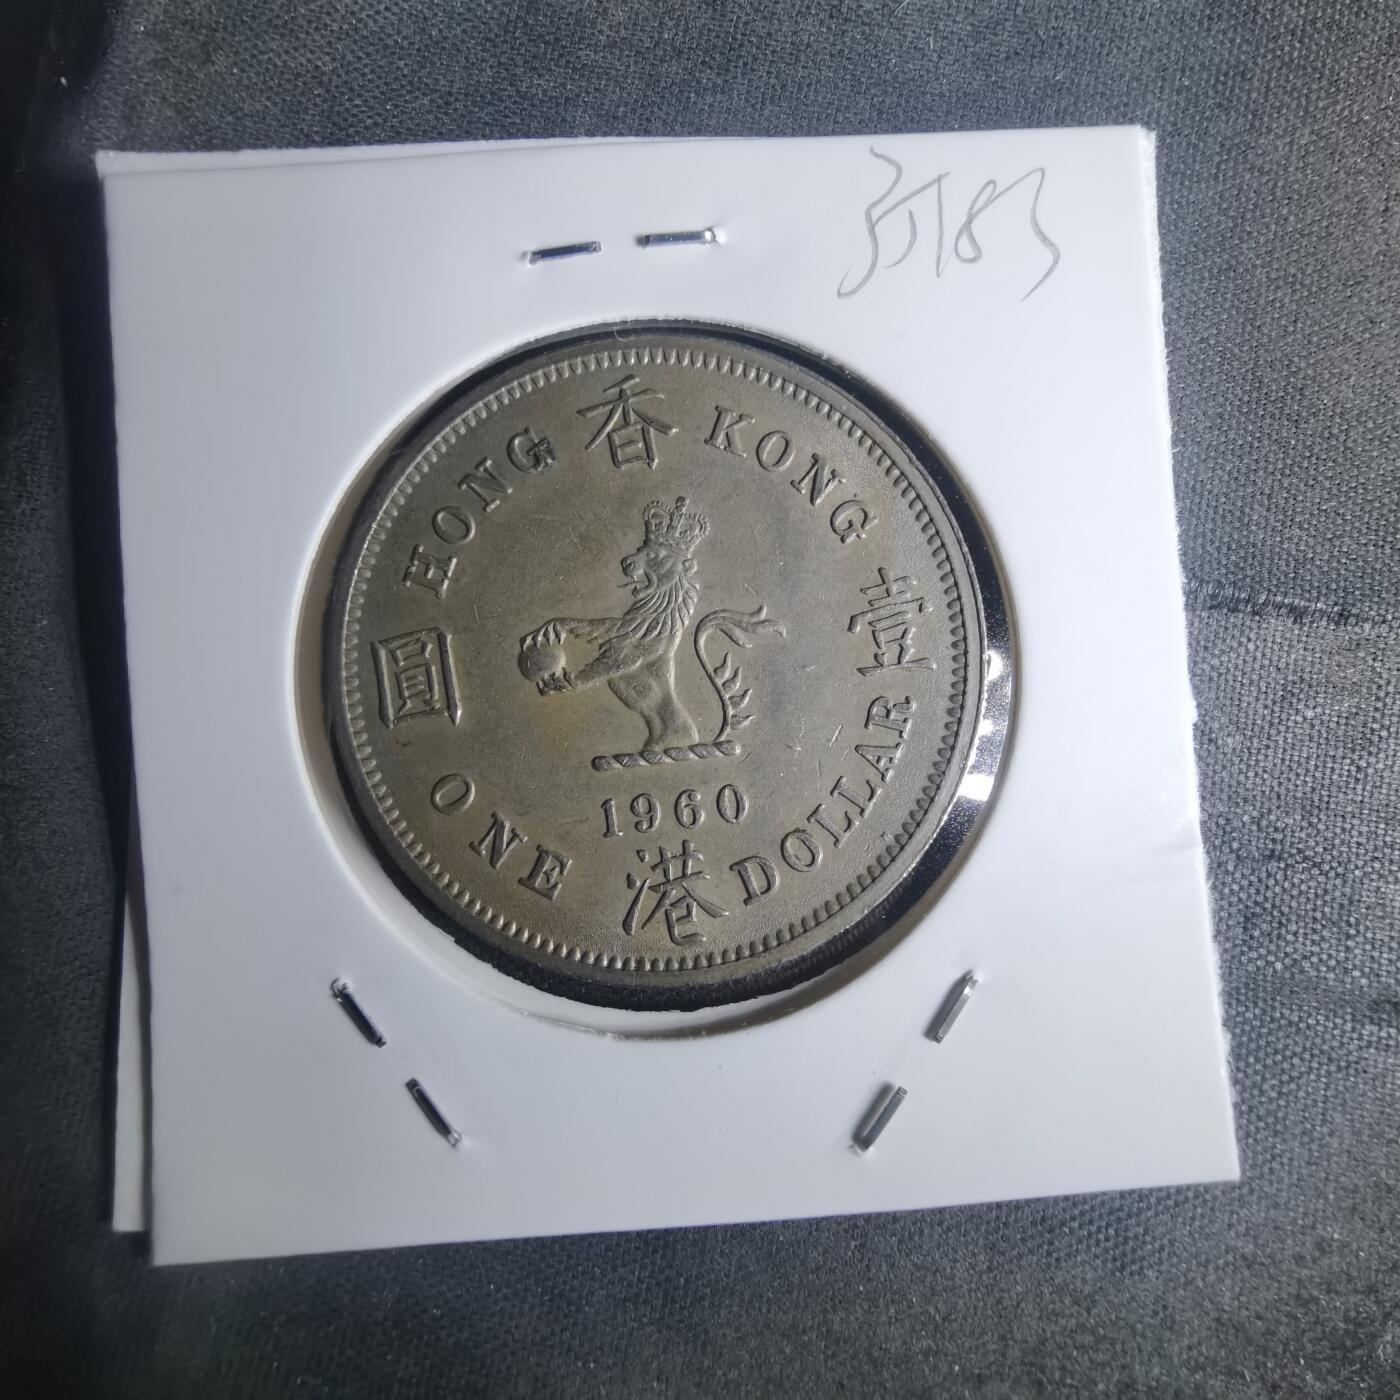 HONG 香 KONG
圓 壹
1960
ONE 港 DOLLAR